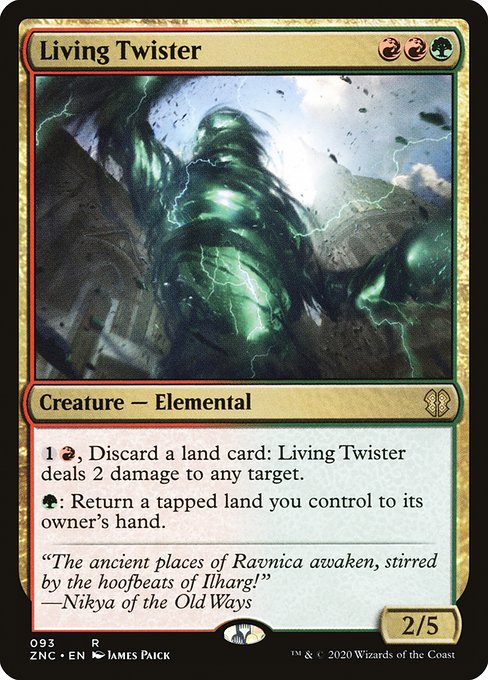 Living Twister
Creature — Elemental
1 , Discard a land card: Living Twister
deals 2 damage to any target.
: Return a tapped land you control to its
owner's hand.
“The ancient places of Ravnica awaken, stirred
by the hoofbeats of Ilharg!”
—Nikya of the Old Ways
2/5
093 R
ZNC • EN James Paick
™ & © 2020 Wizards of the Coast